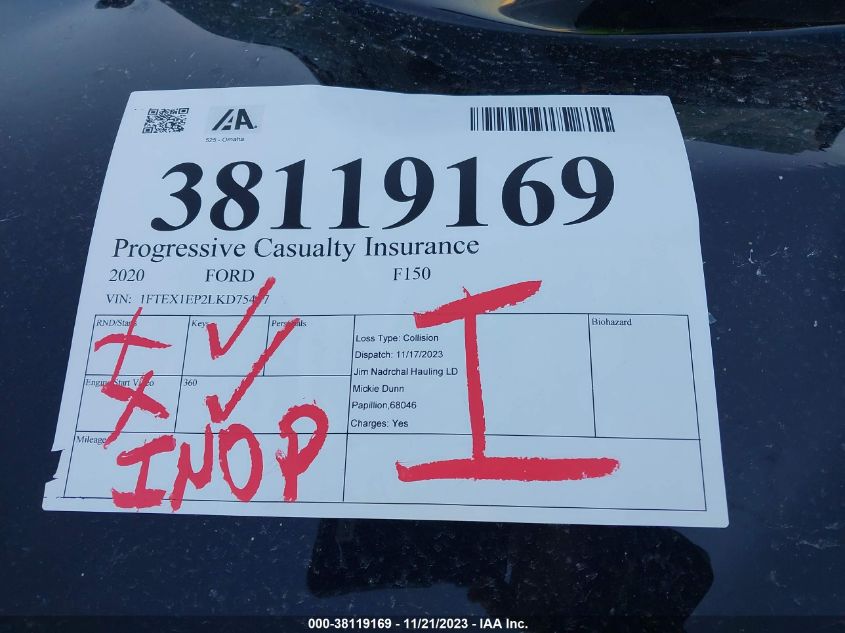 IAA.
525 - Omaha
38119169
Progressive Casualty Insurance
2020 FORD F150
VIN:
RND/Start Keys Personals Biohazard
I
Loss Type: Collision
Dispatch: 11/17/2023
Jim Nadrchal Hauling LD
Engine Start Video 360
Mickie Dunn
Papillion,68046
Charges: Yes
Mileage
INOP
I
000-38119169 - 11/21/2023 - IAA Inc.